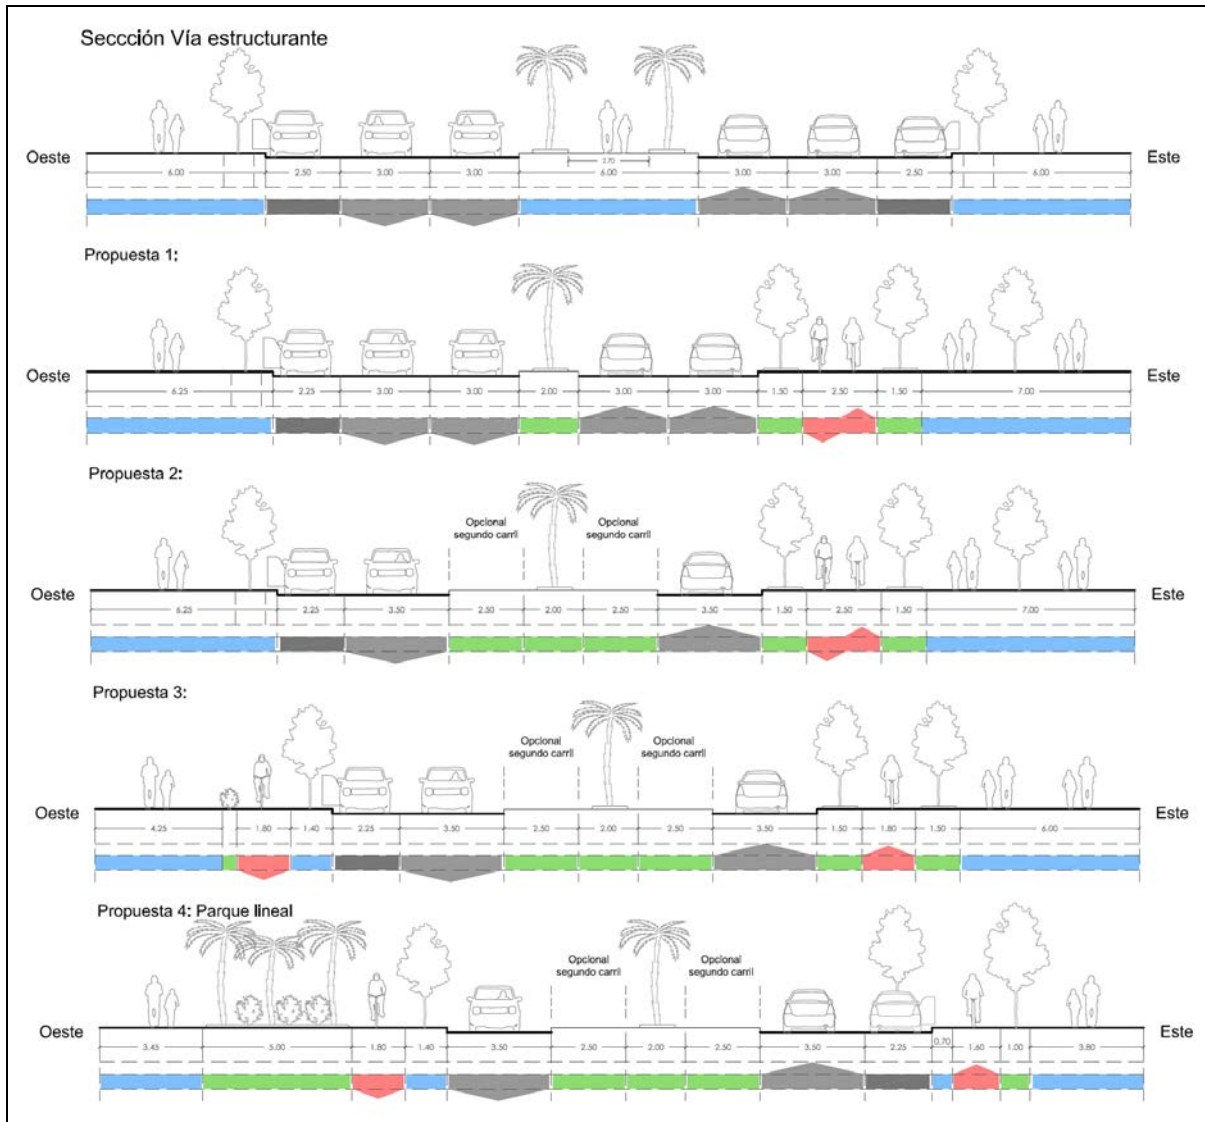 Seccción Vía estructurante
Oeste
Este
2.70
6.00 2.50 3.00 3.00 6.00 3.00 3.00 2.50 6.00
Propuesta 1:
Oeste
Este
6.25 2.25 3.00 3.00 2.00 3.00 3.00 1.50 2.50 1.50 7.00
Propuesta 2:
Opcional
segundo carril
Opcional
segundo carril
Oeste
Este
6.25 2.25 3.50 2.50 2.00 2.50 3.50 1.50 2.50 1.50 7.00
Propuesta 3:
Opcional
segundo carril
Opcional
segundo carril
Oeste
Este
4.25 1.80 1.40 2.25 3.50 2.50 2.00 2.50 3.50 1.50 1.80 1.50 6.00
Propuesta 4: Parque lineal
Opcional
segundo carril
Opcional
segundo carril
Oeste
Este
3.45 5.00 1.80 1.40 3.50 2.50 2.00 2.50 3.50 2.25 0.70 1.60 1.00 3.80